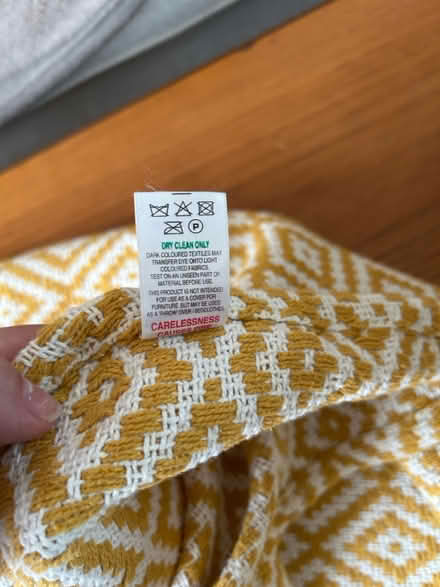 P
DRY CLEAN ONLY
DARK COLOURED TEXTILES MAY
TRANSFER DYE ONTO LIGHT
COLOURED FABRICS.
TEST ON AN UNSEEN PART OF
MATERIAL BEFORE USE.
THIS PRODUCT IS NOT INTENDED
FOR USE AS A COVER FOR
FURNITURE BUT MAY BE USED
AS A THROW OVER / BEDCLOTHES.
CARELESSNESS
CAUSES FIRE